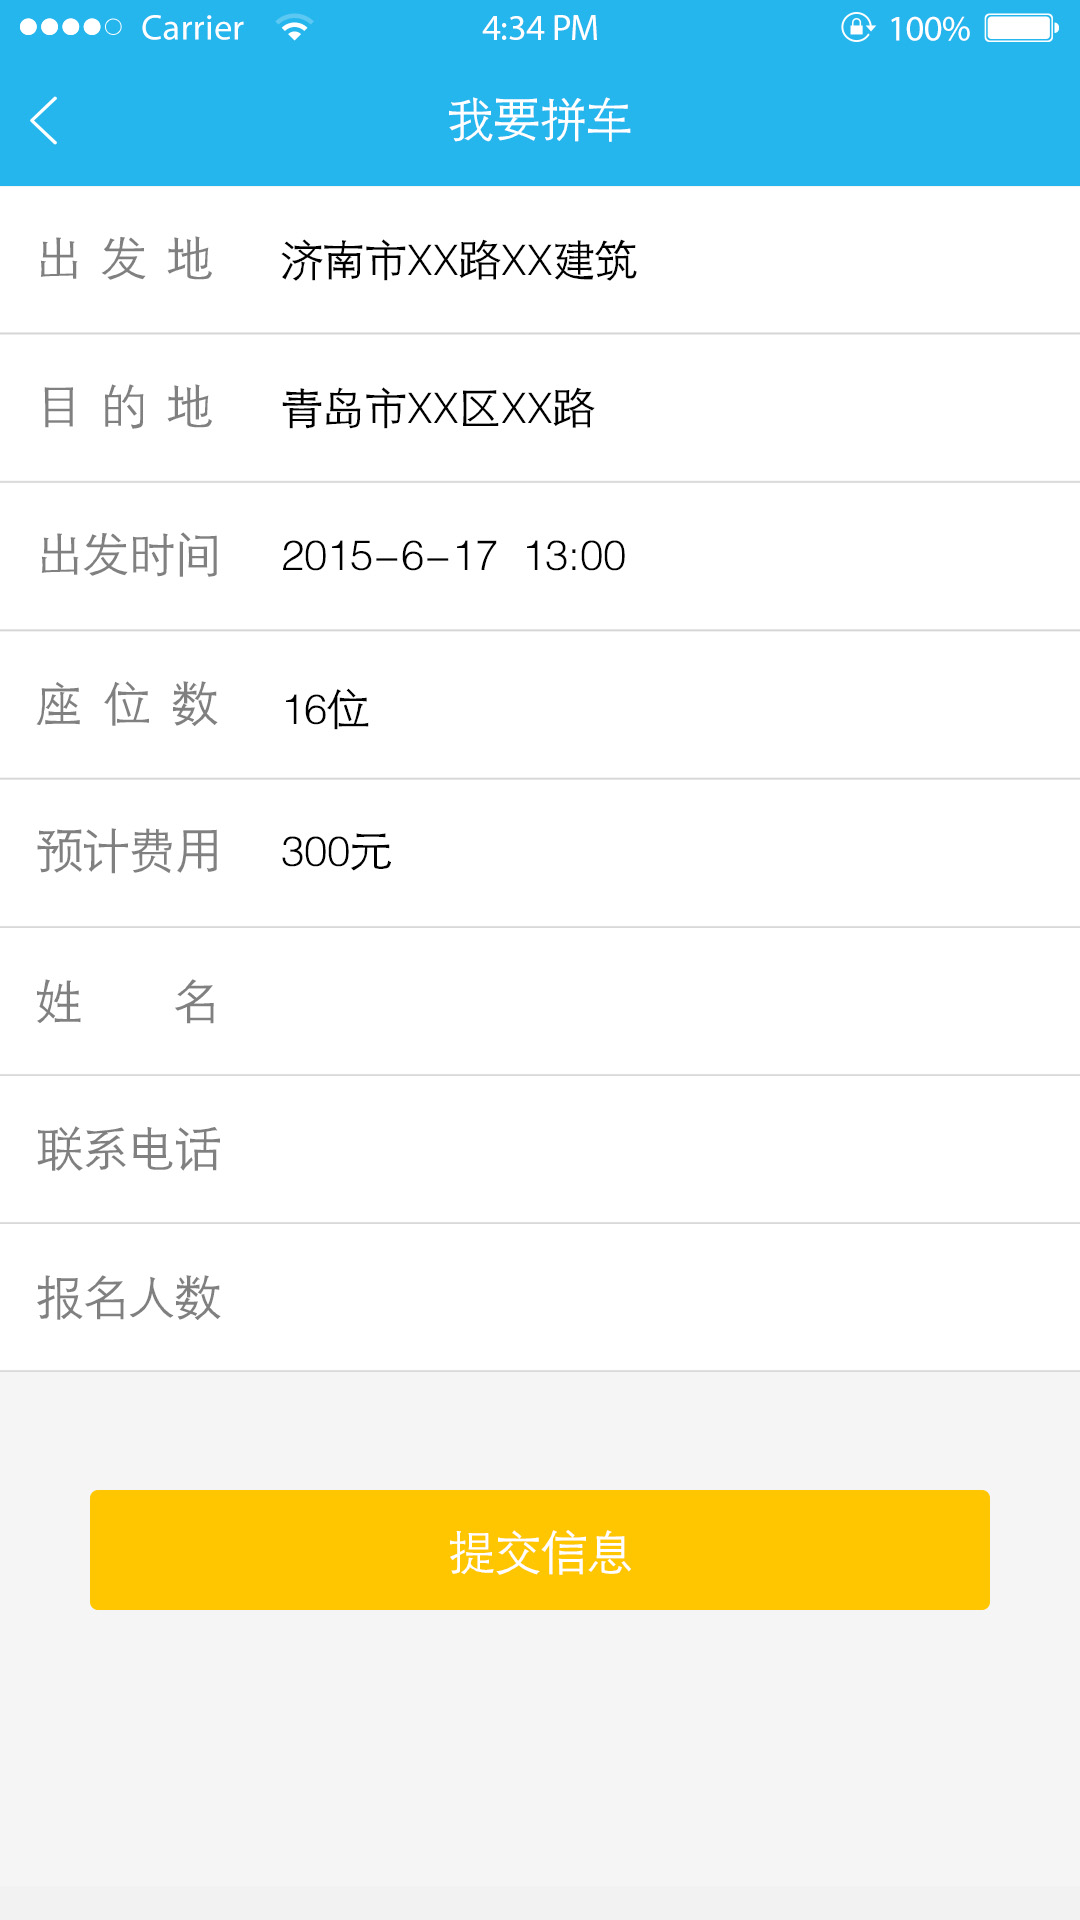 Carrier 4:34 PM 100%
我要拼车
出发地 济南市XX路XX建筑
目的地 青岛市XX区XX路
出发时间 2015-6-17 13:00
座位数 16位
预计费用 300元
姓名
联系电话
报名人数
提交信息